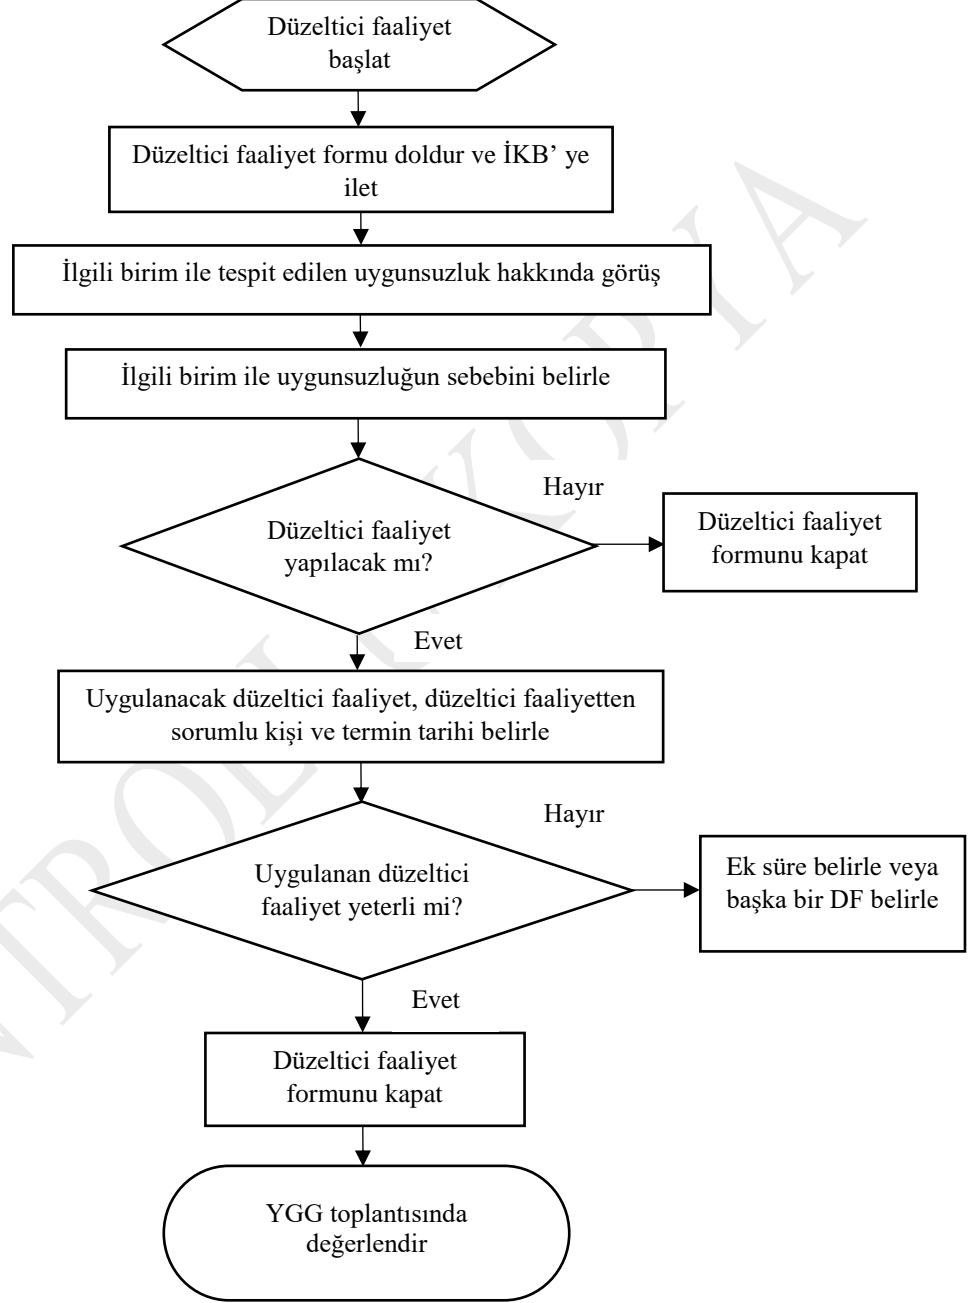 Düzeltici faaliyet
başlat
Düzeltici faaliyet formu doldur ve İKB’ ye
ilet
İlgili birim ile tespit edilen uygunsuzluk hakkında görüş
İlgili birim ile uygunsuzluğun sebebini belirle
Düzeltici faaliyet
yapılacak mı?
Hayır
Düzeltici faaliyet
formunu kapat
Evet
Uygulanacak düzeltici faaliyet, düzeltici faaliyetten
sorumlu kişi ve termin tarihi belirle
Uygulanan düzeltici
faaliyet yeterli mi?
Hayır
Ek süre belirle veya
başka bir DF belirle
Evet
Düzeltici faaliyet
formunu kapat
YGG toplantısında
değerlendir